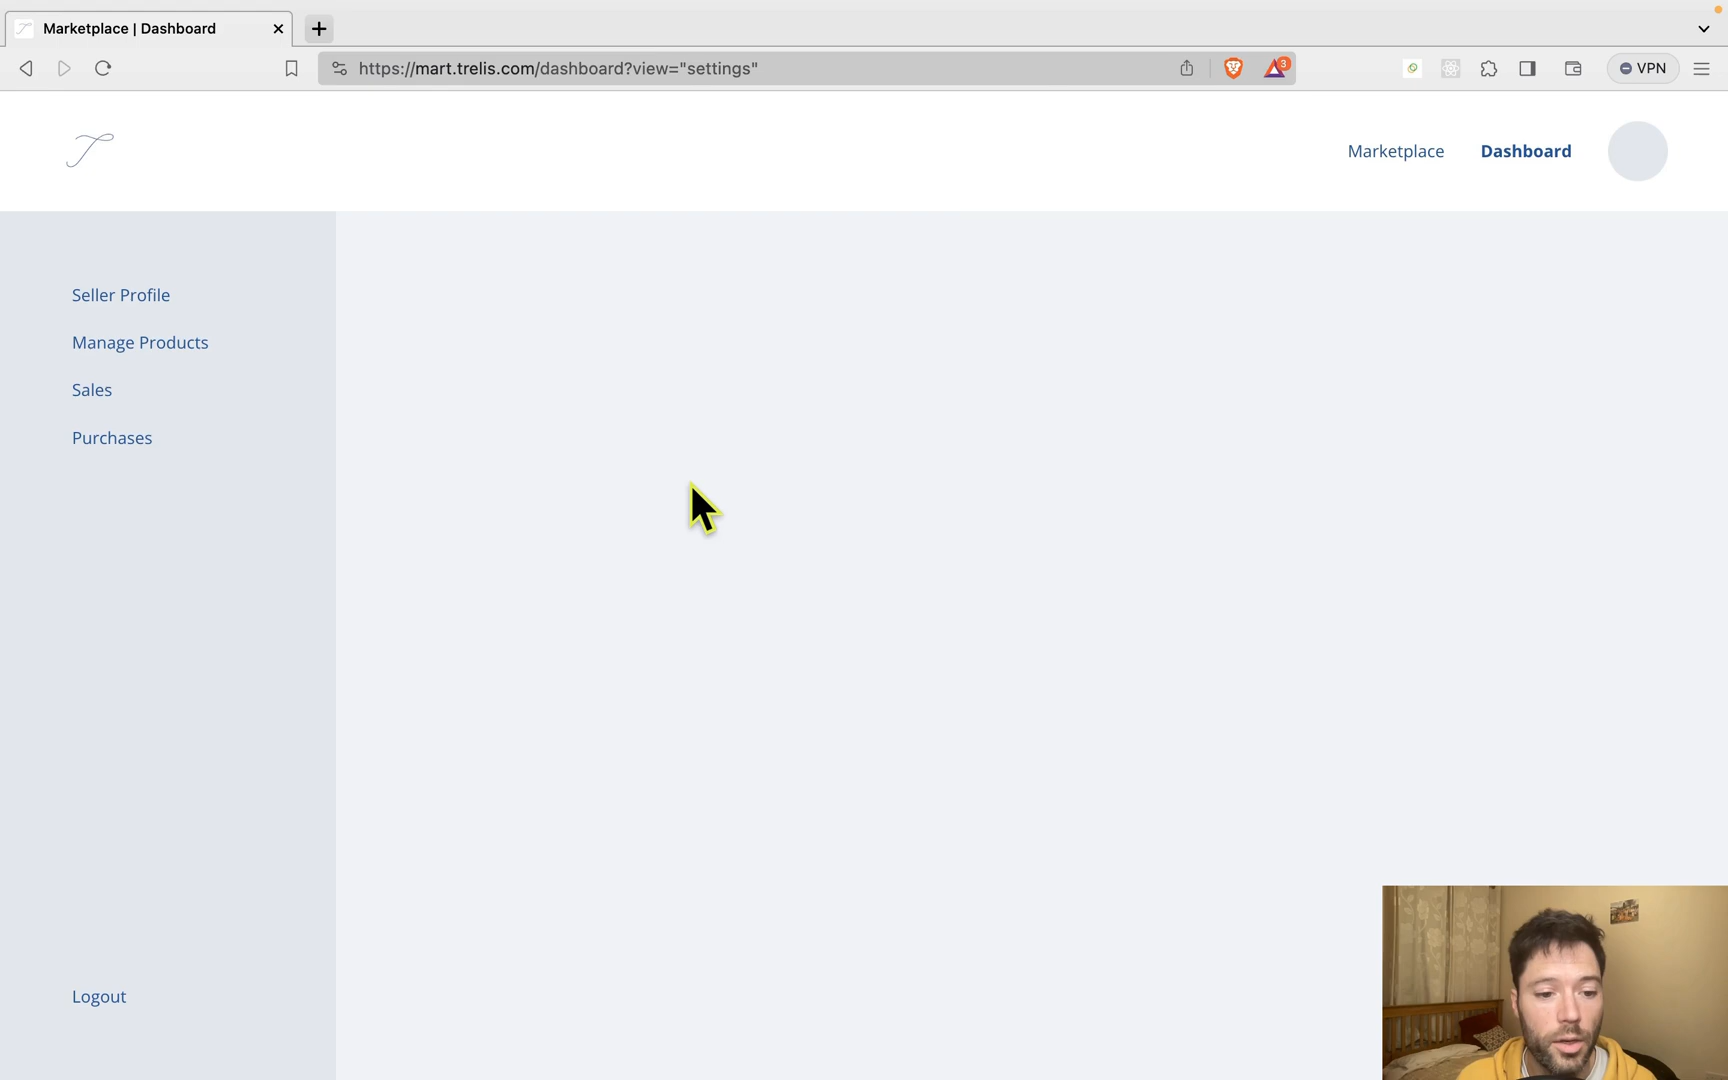 Marketplace | Dashboard
https://mart.trelis.com/dashboard?view="settings"
3
VPN
Marketplace
Dashboard
Seller Profile
Manage Products
Sales
Purchases
Logout